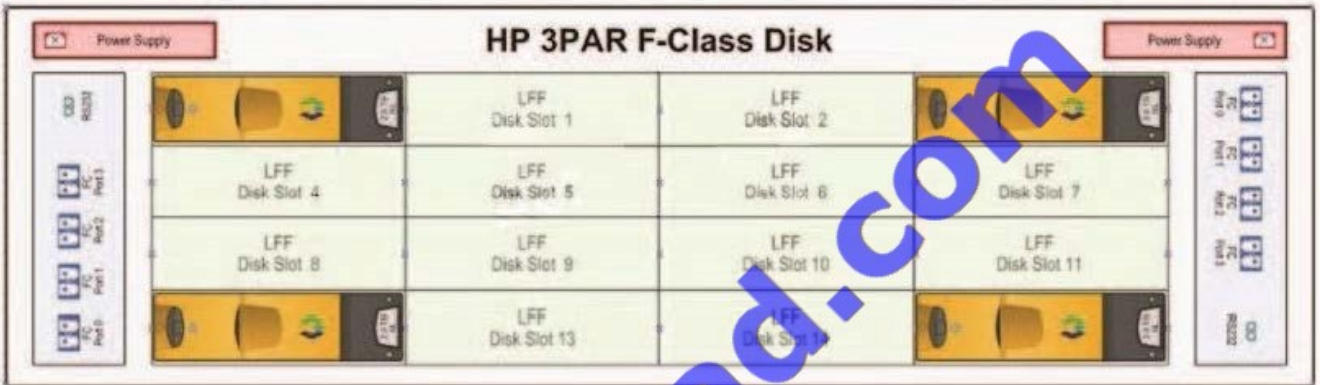 HP 3PAR F-Class Disk
Power Supply
Power Supply
RS232
FC Port 3
FC Port 2
FC Port 1
FC Port 0
LFF
Disk Slot 1
LFF
Disk Slot 2
LFF
Disk Slot 4
LFF
Disk Slot 5
LFF
Disk Slot 6
LFF
Disk Slot 7
LFF
Disk Slot 8
LFF
Disk Slot 9
LFF
Disk Slot 10
LFF
Disk Slot 11
LFF
Disk Slot 13
LFF
Disk Slot 14
FC Port 0
FC Port 1
FC Port 2
FC Port 3
RS232
d.com